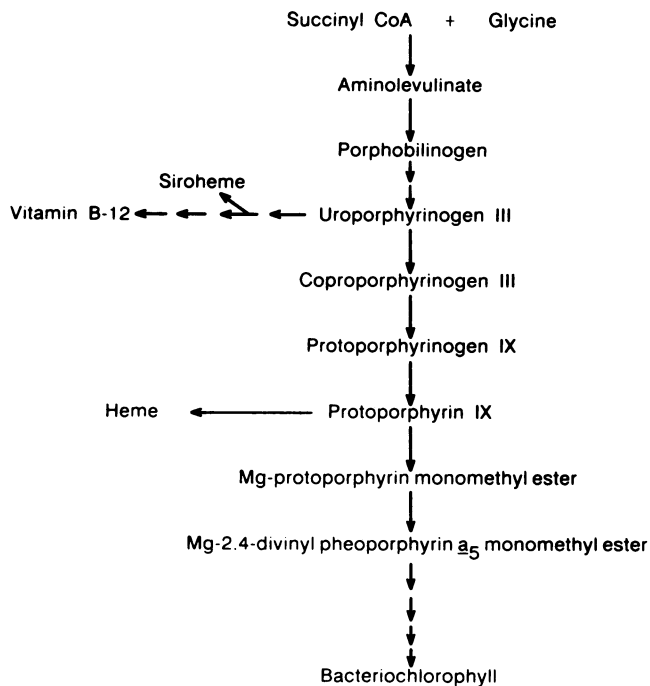 Succinyl CoA + Glycine
Aminolevulinate
Porphobilinogen
Siroheme
Vitamin B-12
Uroporphyrinogen III
Coproporphyrinogen III
Protoporphyrinogen IX
Heme
Protoporphyrin IX
Mg-protoporphyrin monomethyl ester
Mg-2.4-divinyl pheoporphyrin a5 monomethyl ester
Bacteriochlorophyll